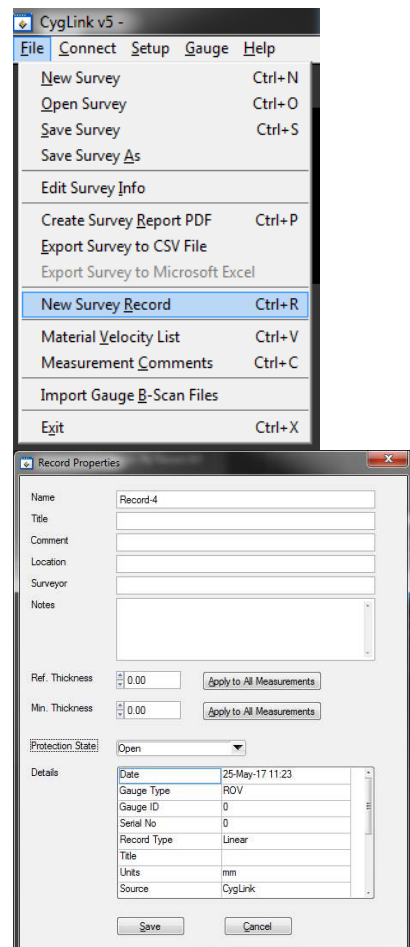 CygLink v5 -
File Connect Setup Gauge Help
New Survey Ctrl+N
Open Survey Ctrl+O
Save Survey Ctrl+S
Save Survey As
Edit Survey Info
Create Survey Report PDF Ctrl+P
Export Survey to CSV File
Export Survey to Microsoft Excel
New Survey Record Ctrl+R
Material Velocity List Ctrl+V
Measurement Comments Ctrl+C
Import Gauge B-Scan Files
Exit Ctrl+X
Record Properties
Name Record-4
Title
Comment
Location
Surveyor
Notes
Ref. Thickness 0.00 Apply to All Measurements
Min. Thickness 0.00 Apply to All Measurements
Protection State Open
Details Date 25-May-17 11:23
Gauge Type ROV
Gauge ID 0
Serial No 0
Record Type Linear
Title
Units mm
Source CygLink
Save Cancel